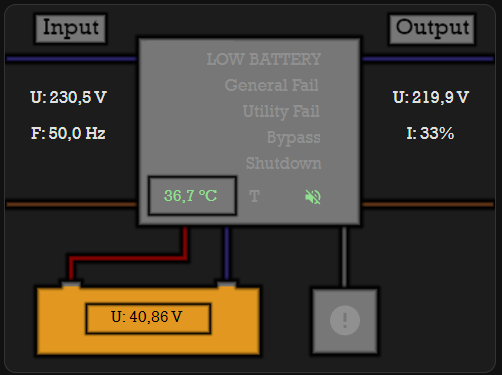 Input
Output
LOW BATTERY
General Fail
Utility Fail
Bypass
Shutdown
U: 230,5 V
F: 50,0 Hz
U: 219,9 V
I: 33%
36,7 °C
T
U: 40,86 V
!